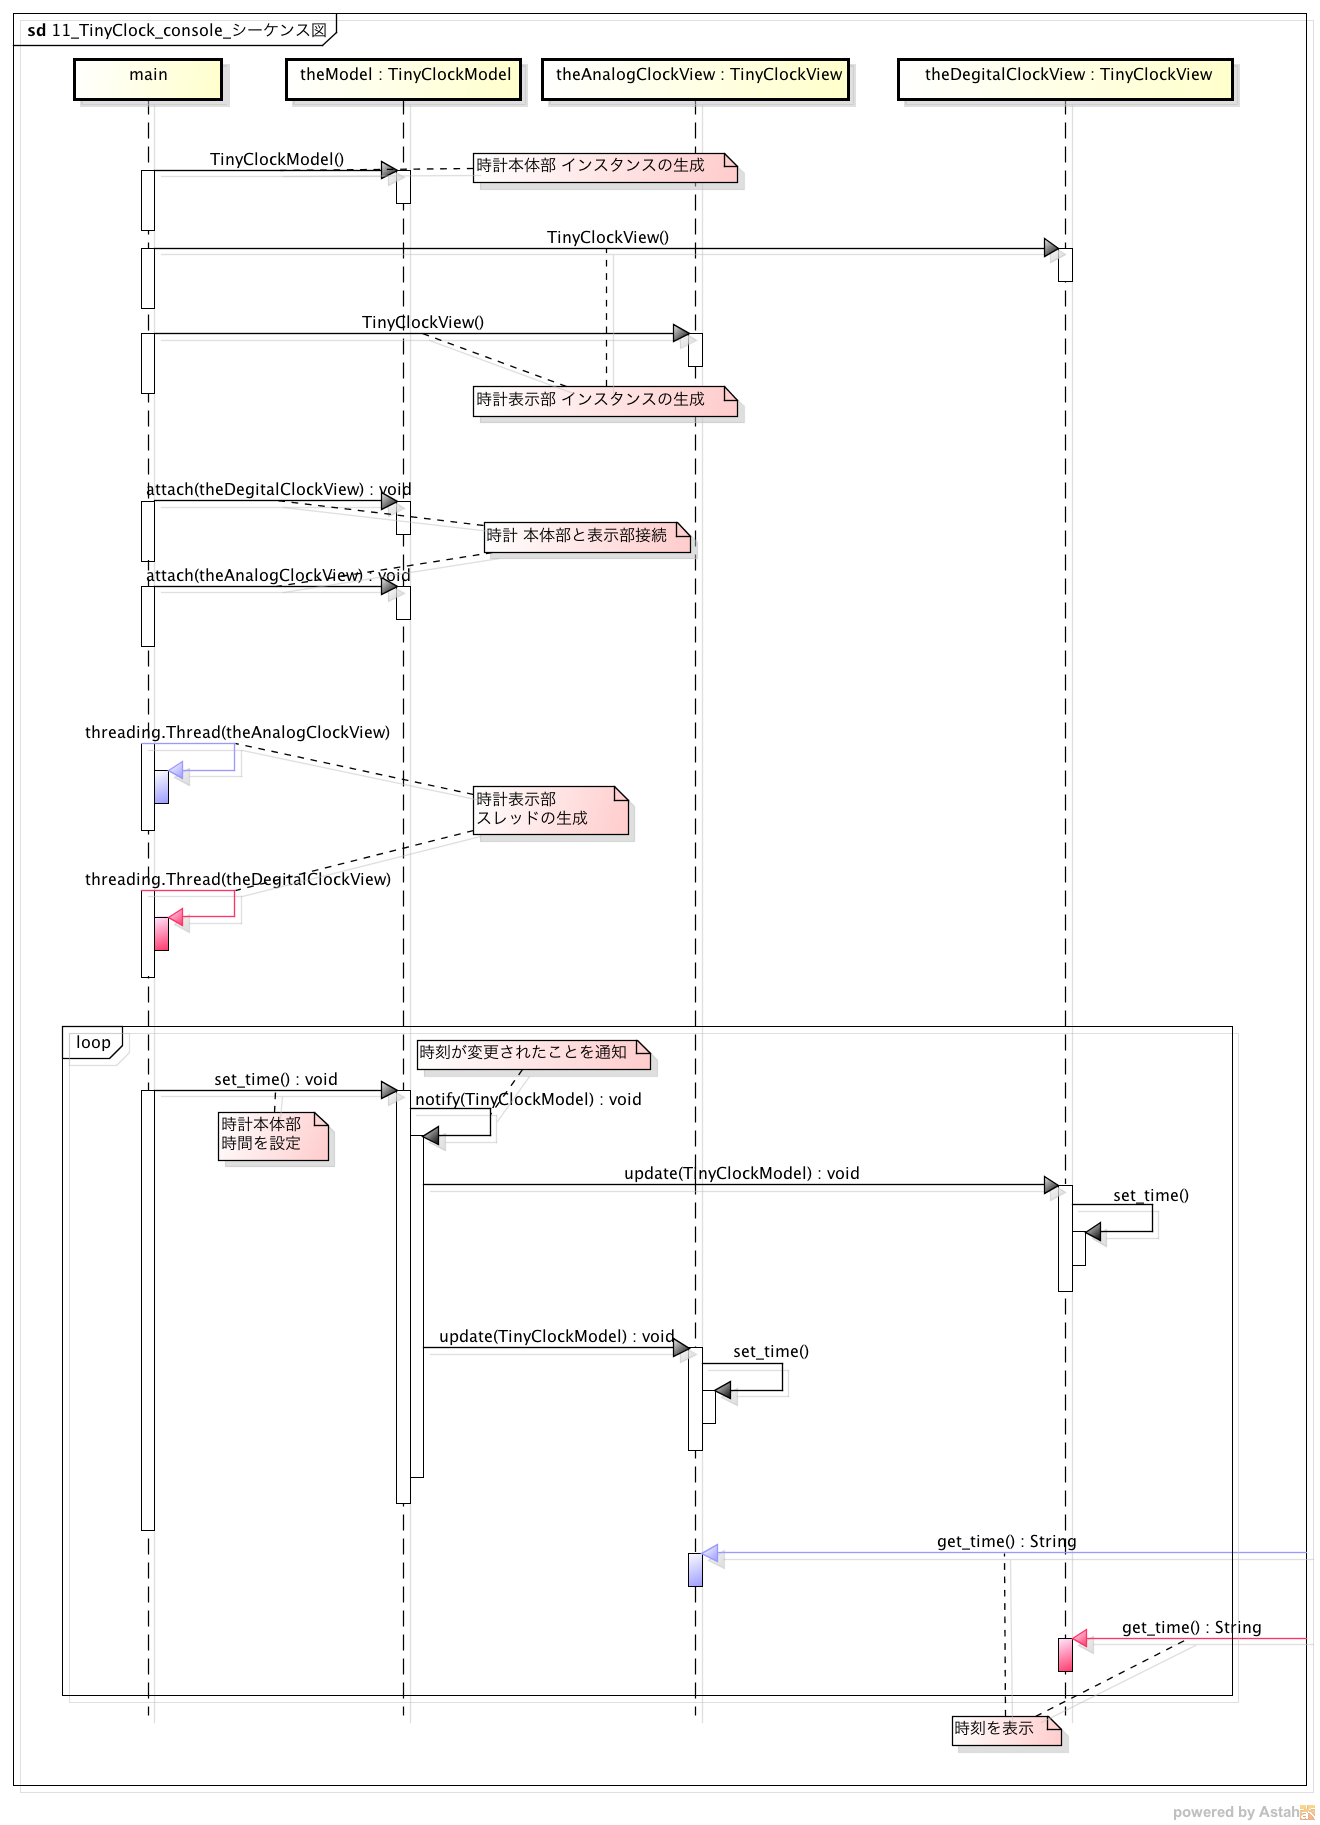 sd 11_TinyClock_console_シーケンス図
main
theModel : TinyClockModel
theAnalogClockView : TinyClockView
theDegitalClockView : TinyClockView
TinyClockModel()
時計本体部 インスタンスの生成
TinyClockView()
TinyClockView()
時計表示部 インスタンスの生成
attach(theDegitalClockView) : void
時計 本体部と表示部接続
attach(theAnalogClockView) : void
threading.Thread(theAnalogClockView)
時計表示部
スレッドの生成
threading.Thread(theDegitalClockView)
loop
時刻が変更されたことを通知
set_time() : void
notify(TinyClockModel) : void
時計本体部
時間を設定
update(TinyClockModel) : void
set_time()
update(TinyClockModel) : void
set_time()
get_time() : String
get_time() : String
時刻を表示
powered by Astah